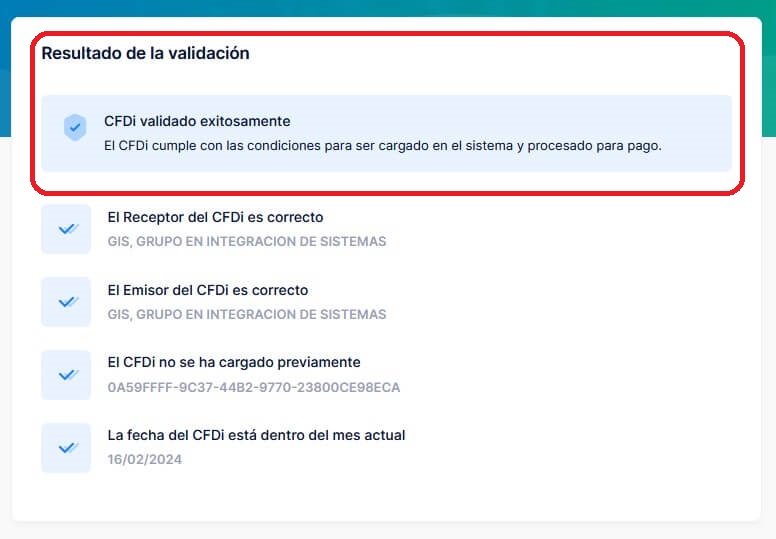 Resultado de la validación
CFDi validado exitosamente
El CFDi cumple con las condiciones para ser cargado en el sistema y procesado para pago.
El Receptor del CFDi es correcto
GIS, GRUPO EN INTEGRACION DE SISTEMAS
El Emisor del CFDi es correcto
GIS, GRUPO EN INTEGRACION DE SISTEMAS
El CFDi no se ha cargado previamente
0A59FFFF-9C37-44B2-9770-23800CE98ECA
La fecha del CFDi está dentro del mes actual
16/02/2024